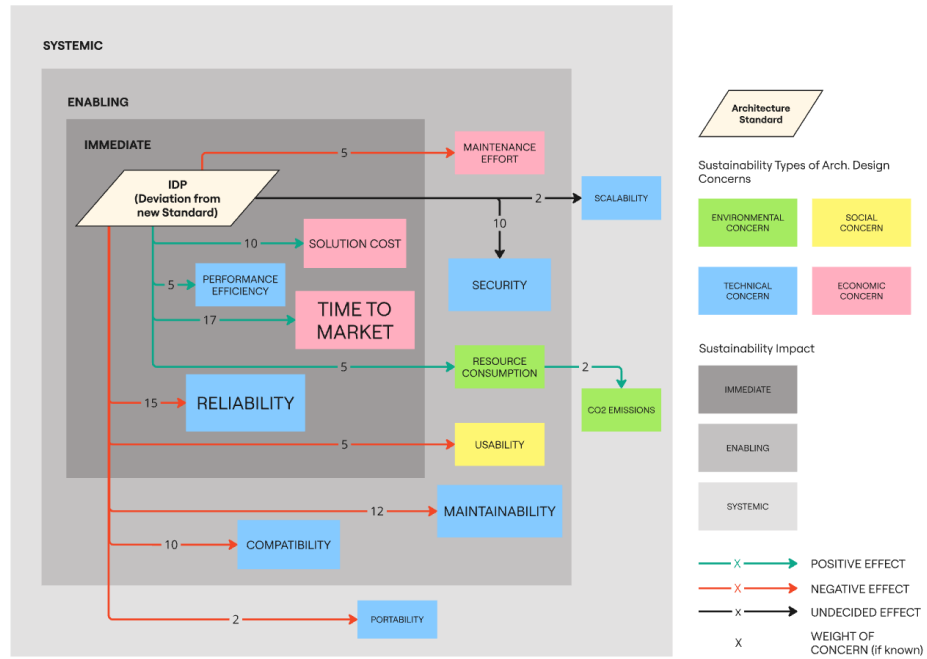 SYSTEMIC
ENABLING
IMMEDIATE
IDP
(Deviation from
new Standard)
5
MAINTENANCE
EFFORT
2
SCALABILITY
10
SECURITY
10
SOLUTION COST
5
PERFORMANCE
EFFICIENCY
17
TIME TO
MARKET
5
RESOURCE
CONSUMPTION
2
CO2 EMISSIONS
15
RELIABILITY
5
USABILITY
12
MAINTAINABILITY
10
COMPATIBILITY
2
PORTABILITY
Architecture
Standard
Sustainability Types of Arch. Design
Concerns
ENVIRONMENTAL
CONCERN
SOCIAL
CONCERN
TECHNICAL
CONCERN
ECONOMIC
CONCERN
Sustainability Impact
IMMEDIATE
ENABLING
SYSTEMIC
X
POSITIVE EFFECT
X
NEGATIVE EFFECT
X
UNDECIDED EFFECT
X
WEIGHT OF
CONCERN (if known)